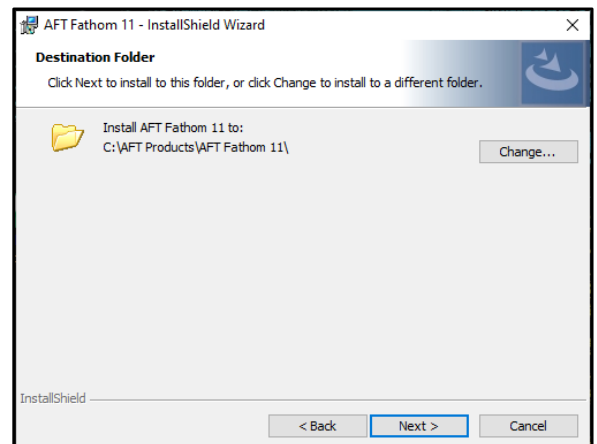 AFT Fathom 11 - InstallShield Wizard
Destination Folder
Click Next to install to this folder, or click Change to install to a different folder.
Install AFT Fathom 11 to:
C:\AFT Products\AFT Fathom 11\
Change...
InstallShield
< Back Next > Cancel